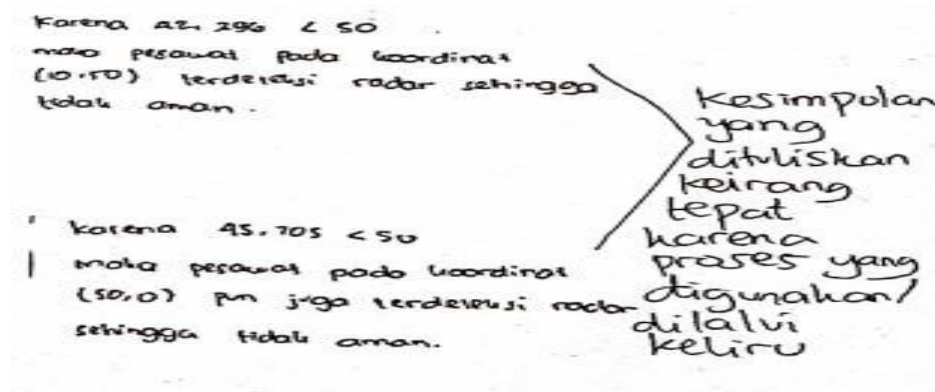 Karena 42,296 < 50
maka pesawat pada koordinat
(10,50) terdeteksi radar sehingga
tidak aman.
Karena 45,705 < 50
maka pesawat pada koordinat
(50,0) pun juga terdeteksi radar
sehingga tidak aman.
Kesimpulan
yang
dituliskan
keirang
tepat
karena
proses yang
digunakan/
dilalui
keliru